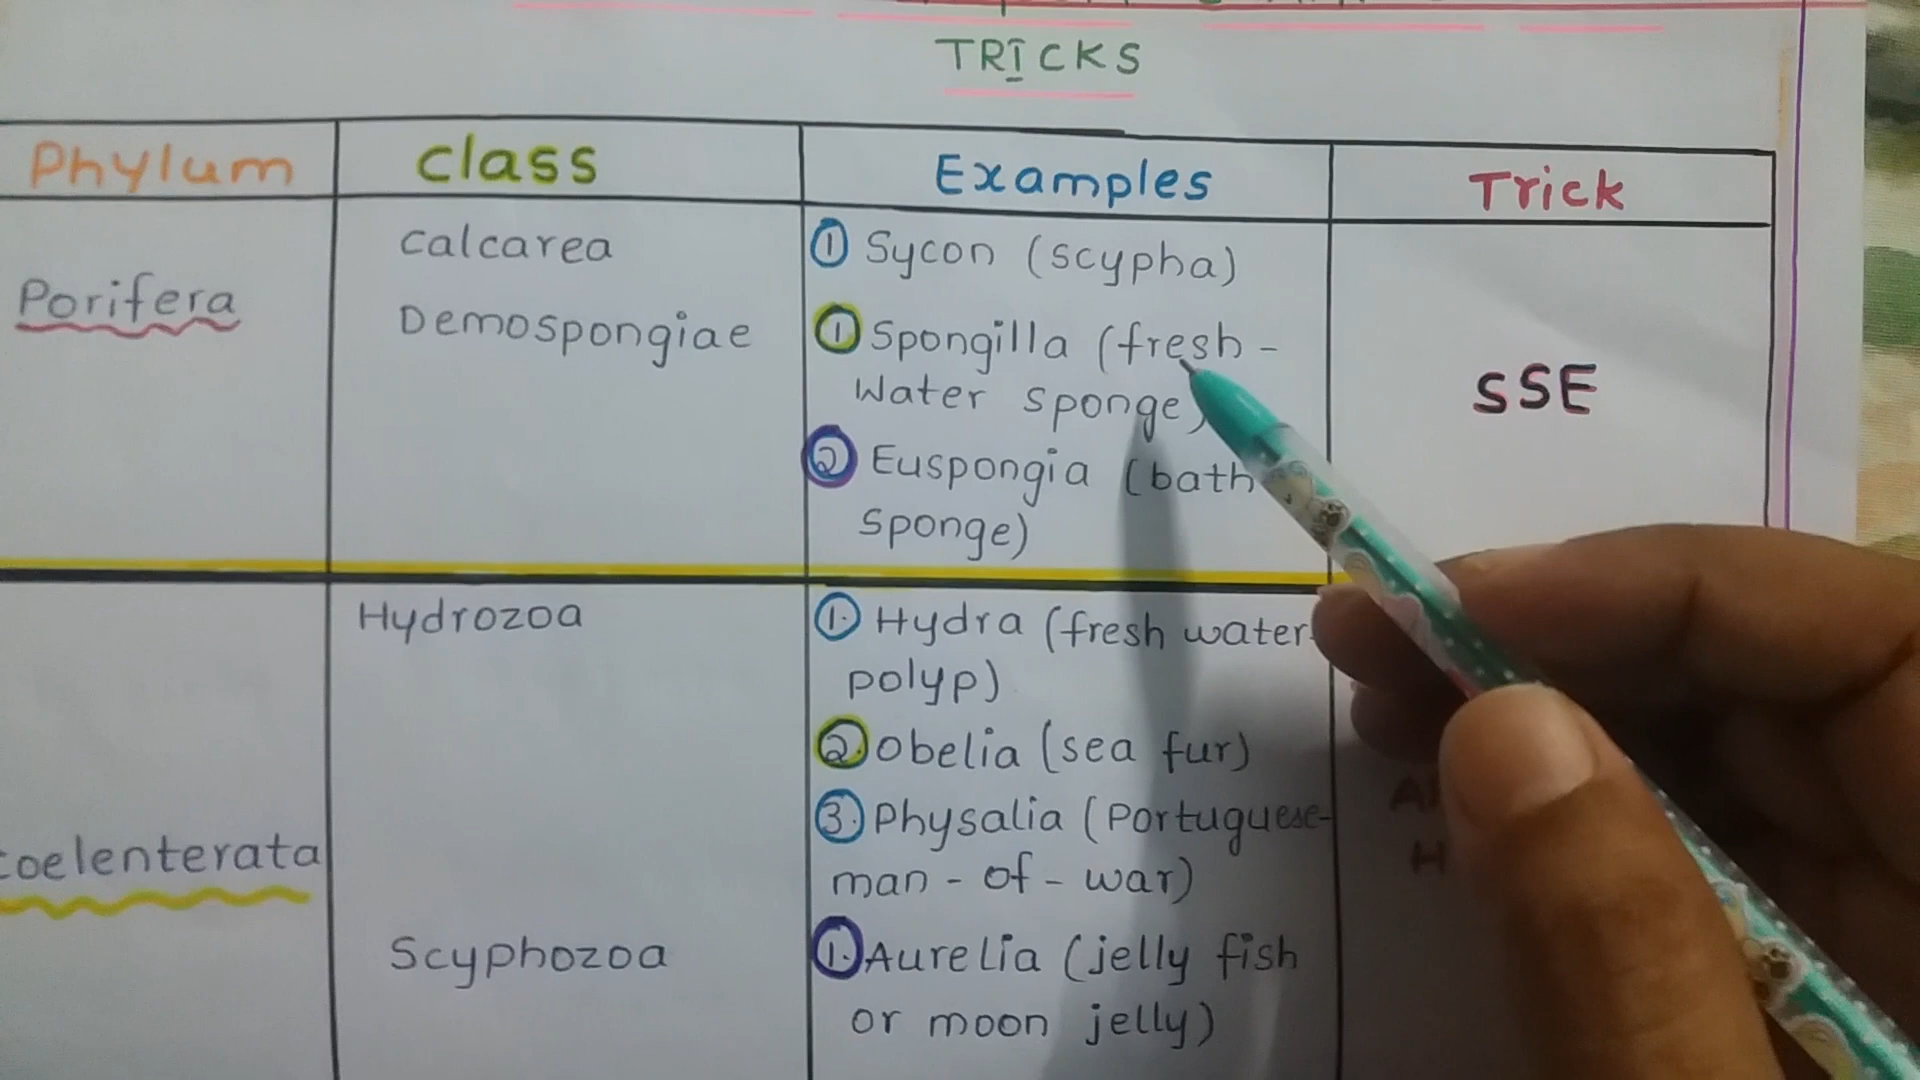 TRICKS
Phylum Class Examples Trick
Porifera Calcarea ① Sycon (scypha)
Demospongiae ① Spongilla (fresh-
water sponge)
SSE
② Euspongia (bath
sponge)
Coelenterata Hydrozoa ①. Hydra (fresh water
polyp)
②. Obelia (sea fur)
③. Physalia (Portuguese-
man-of-war)
Scyphozoa ①. Aurelia (jelly fish
or moon jelly)